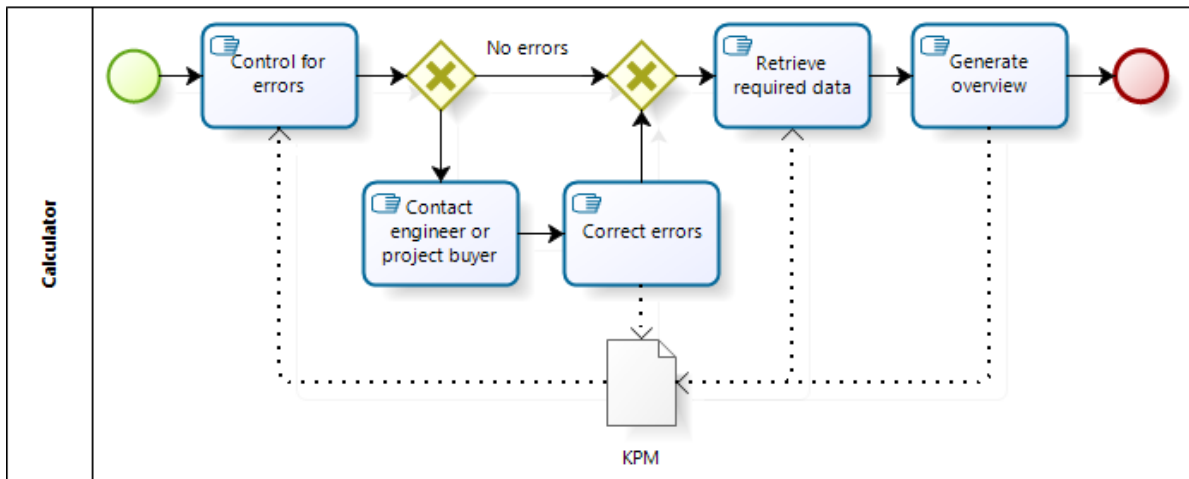 Calculator
Control for
errors
No errors
Retrieve
required data
Generate
overview
Contact
engineer or
project buyer
Correct errors
KPM